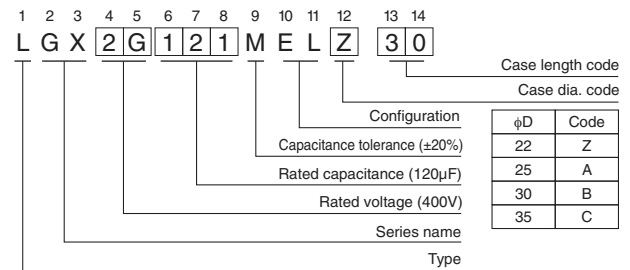 1 2 3 4 5 6 7 8 9 10 11 12 13 14
L G X 2 G 1 2 1 M E L Z 3 0
Case length code
Case dia. code
Configuration
Capacitance tolerance (±20%)
Rated capacitance (120µF)
Rated voltage (400V)
Series name
Type
ϕD Code
22 Z
25 A
30 B
35 C